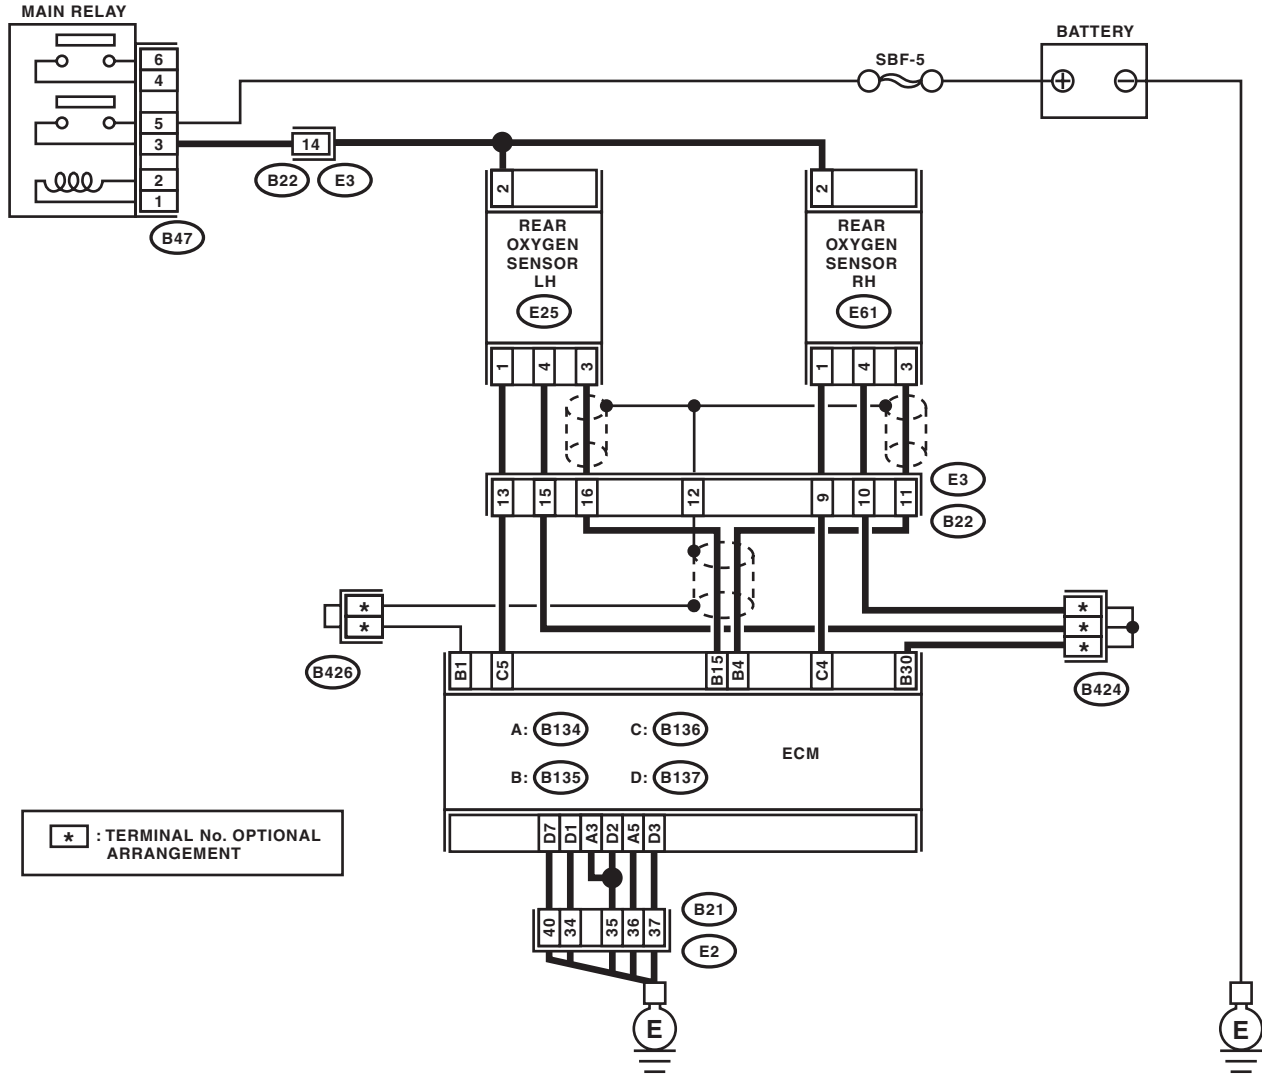 MAIN RELAY
BATTERY
SBF-5
6
4
5
3
2
1
B47
14
B22
E3
2
2
REAR
OXYGEN
SENSOR
LH
E25
REAR
OXYGEN
SENSOR
RH
E61
1 4 3
1 4 3
13 15 16 12 9 10 11
E3
B22
*
*
B426
*
*
*
B424
B1 C5 B15 B4 C4 B30
A: B134 C: B136
B: B135 D: B137
ECM
* : TERMINAL No. OPTIONAL
ARRANGEMENT
D7 D1 A3 D2 A5 D3
40 34 35 36 37
B21
E2
E
E